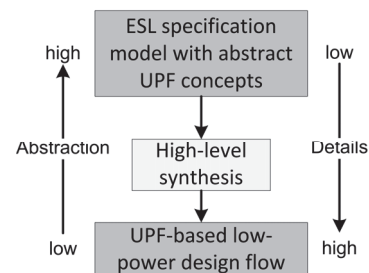 ESL specification
high model with abstract low
UPF concepts
Abstraction High-level Details
synthesis
low UPF-based low- high
power design flow